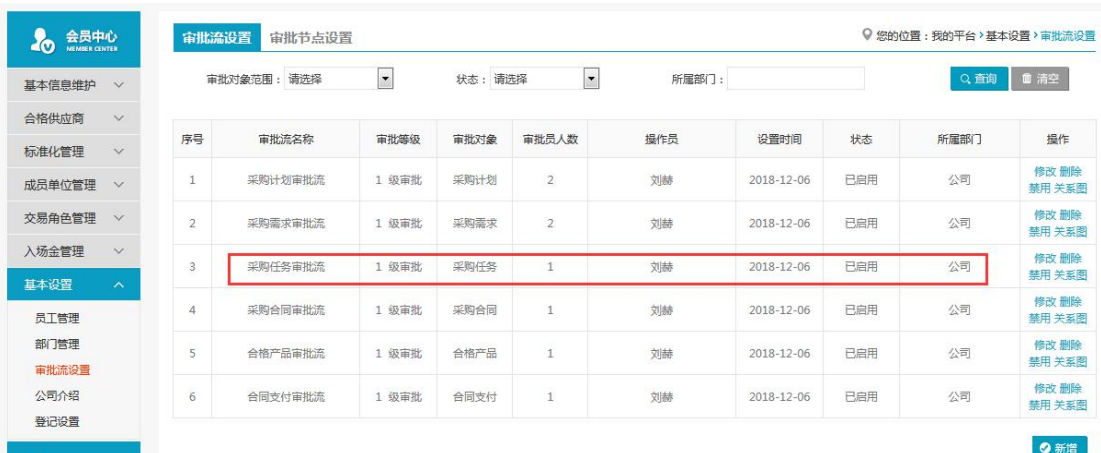 会员中心
MEMBER CENTER
基本信息维护
合格供应商
标准化管理
成员单位管理
交易角色管理
入场金管理
基本设置
员工管理
部门管理
审批流设置
公司介绍
登记设置
审批流设置 审批节点设置 您的位置：我的平台>基本设置>审批流设置
审批对象范围：请选择 状态：请选择 所属部门： 查询 清空
序号 审批流名称 审批等级 审批对象 审批员人数 操作员 设置时间 状态 所属部门 操作
1 采购计划审批流 1 级审批 采购计划 2 刘赫 2018-12-06 已启用 公司 修改 删除
禁用 关系图
2 采购需求审批流 1 级审批 采购需求 2 刘赫 2018-12-06 已启用 公司 修改 删除
禁用 关系图
3 采购任务审批流 1 级审批 采购任务 1 刘赫 2018-12-06 已启用 公司 修改 删除
禁用 关系图
4 采购合同审批流 1 级审批 采购合同 1 刘赫 2018-12-06 已启用 公司 修改 删除
禁用 关系图
5 合格产品审批流 1 级审批 合格产品 1 刘赫 2018-12-06 已启用 公司 修改 删除
禁用 关系图
6 合同支付审批流 1 级审批 合同支付 1 刘赫 2018-12-06 已启用 公司 修改 删除
禁用 关系图
新增